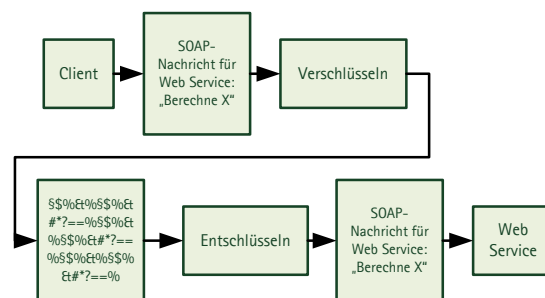 Client
SOAP-
Nachricht für
Web Service:
„Berechne X“
Verschlüsseln
§$%&%§$%&
#*?==%§$%&
%§$%&#*?==
%§$%&%§$%
&#*?==%
Entschlüsseln
SOAP-
Nachricht für
Web Service:
„Berechne X“
Web
Service